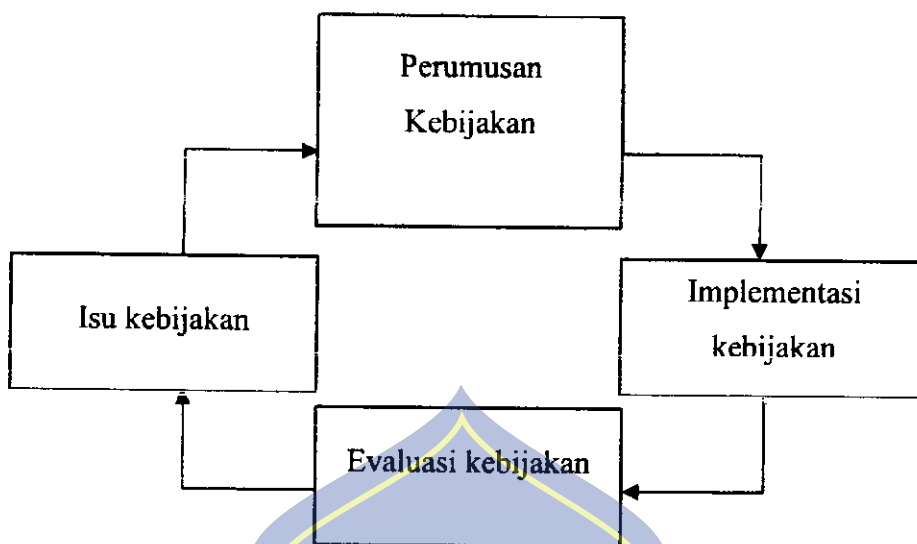 Perumusan
Kebijakan
Isu kebijakan
Implementasi
kebijakan
Evaluasi kebijakan